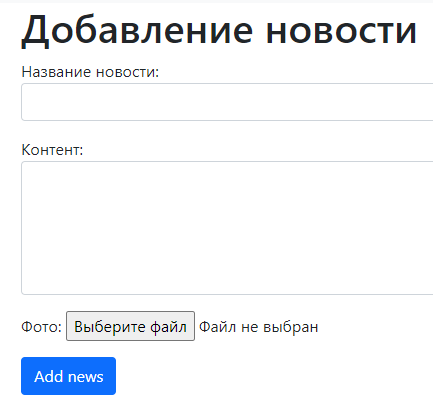 Добавление новости
Название новости:
Контент:
Фото: Выберите файл Файл не выбран
Add news